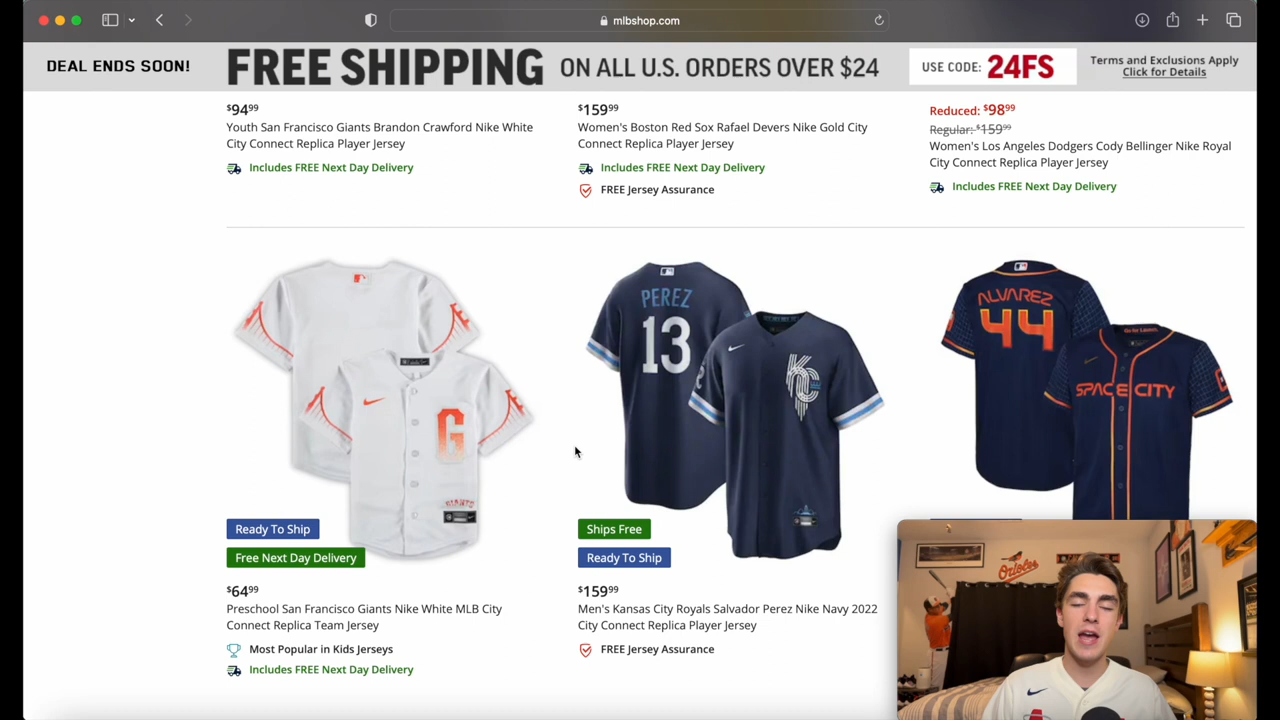 mlbshop.com
DEAL ENDS SOON!
FREE SHIPPING
ON ALL U.S. ORDERS OVER $24
USE CODE: 24FS
Terms and Exclusions Apply
Click for Details
$94.99
Youth San Francisco Giants Brandon Crawford Nike White
City Connect Replica Player Jersey
Includes FREE Next Day Delivery
$159.99
Women's Boston Red Sox Rafael Devers Nike Gold City
Connect Replica Player Jersey
Includes FREE Next Day Delivery
FREE Jersey Assurance
Reduced: $98.99
Regular: $159.99
Women's Los Angeles Dodgers Cody Bellinger Nike Royal
City Connect Replica Player Jersey
Includes FREE Next Day Delivery
G
GIANTS
Ready To Ship
Free Next Day Delivery
$64.99
Preschool San Francisco Giants Nike White MLB City
Connect Replica Team Jersey
Most Popular in Kids Jerseys
Includes FREE Next Day Delivery
PEREZ
13
KC
Ships Free
Ready To Ship
$159.99
Men's Kansas City Royals Salvador Perez Nike Navy 2022
City Connect Replica Player Jersey
FREE Jersey Assurance
ALVAREZ
44
SPACE CITY
Orioles